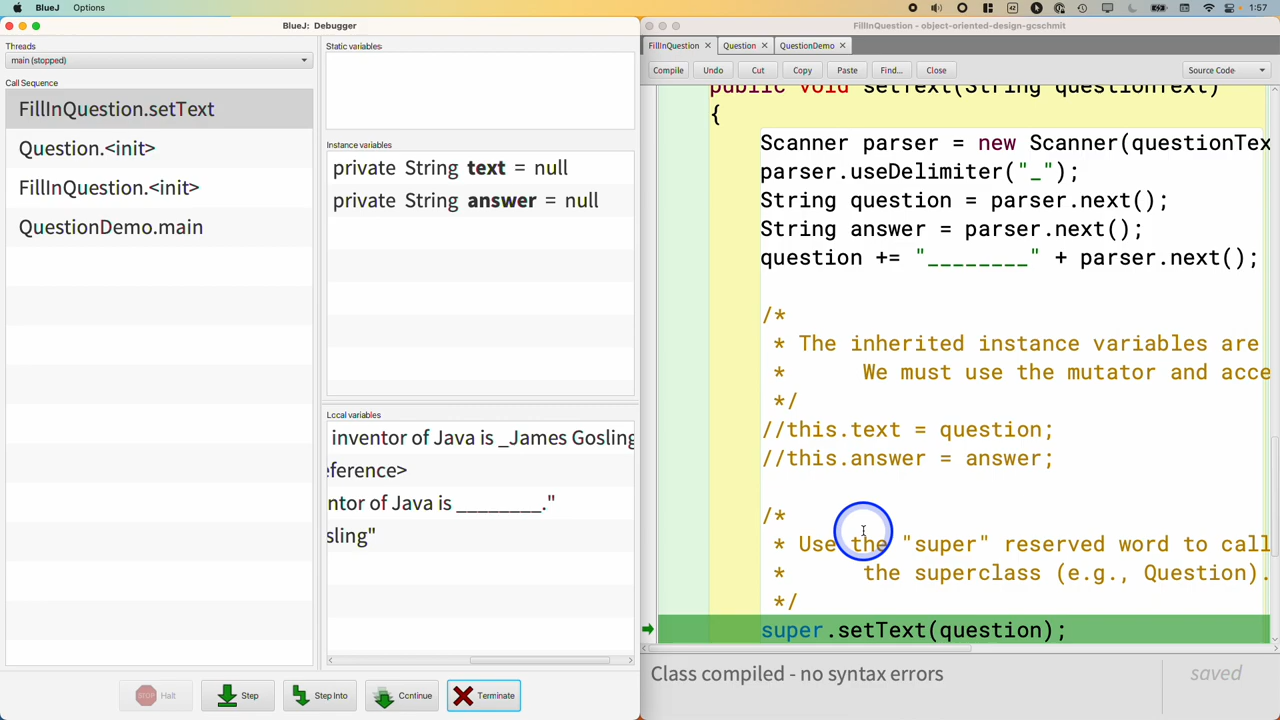 BlueJ Options
42
1:57
BlueJ: Debugger
Threads
main (stopped)
Call Sequence
FillInQuestion.setText
Question.<init>
FillInQuestion.<init>
QuestionDemo.main
Static variables
Instance variables
private String text = null
private String answer = null
Local variables
inventor of Java is _James Gosling
ference>
ntor of Java is ________."
sling"
STOP Halt
Step
Step Into
Continue
Terminate
FillInQuestion - object-oriented-design-gcschmit
FillInQuestion × Question × QuestionDemo ×
Compile Undo Cut Copy Paste Find... Close Source Code
public void setText(String questionText)
{
Scanner parser = new Scanner(questionTex
parser.useDelimiter("_");
String question = parser.next();
String answer = parser.next();
question += "________" + parser.next();
/*
* The inherited instance variables are
* We must use the mutator and acce
*/
//this.text = question;
//this.answer = answer;
/*
* Use the "super" reserved word to call
* the superclass (e.g., Question).
*/
super.setText(question);
Class compiled - no syntax errors
saved